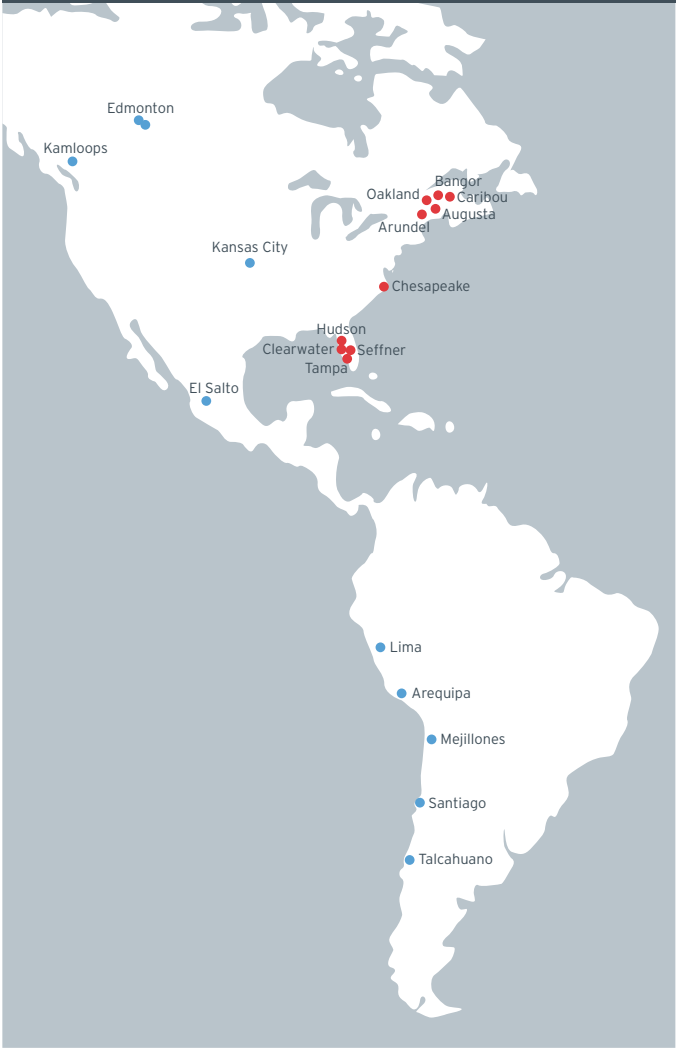 Edmonton
Kamloops
Bangor
Oakland
Caribou
Augusta
Arundel
Kansas City
Chesapeake
Hudson
Clearwater
Seffner
Tampa
El Salto
Lima
Arequipa
Mejillones
Santiago
Talcahuano